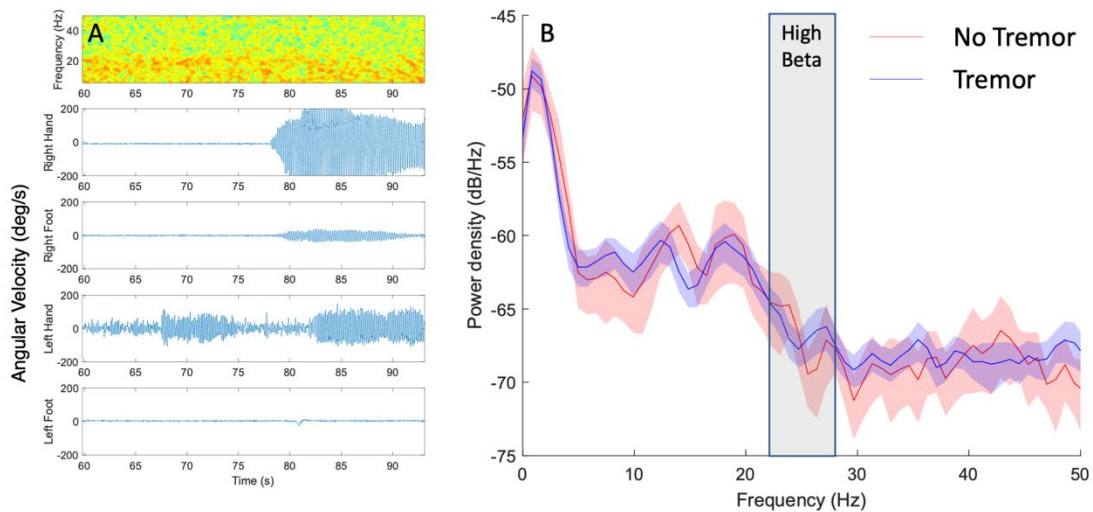 A
Frequency (Hz)
40
20
60 65 70 75 80 85 90
Angular Velocity (deg/s)
Right Hand
200
0
-200
60 65 70 75 80 85 90
Right Foot
200
0
-200
60 65 70 75 80 85 90
Left Hand
200
0
-200
60 65 70 75 80 85 90
Left Foot
200
0
-200
60 65 70 75 80 85 90
Time (s)
B
High
Beta
No Tremor
Tremor
Power density (dB/Hz)
-45
-50
-55
-60
-65
-70
-75
0 10 20 30 40 50
Frequency (Hz)